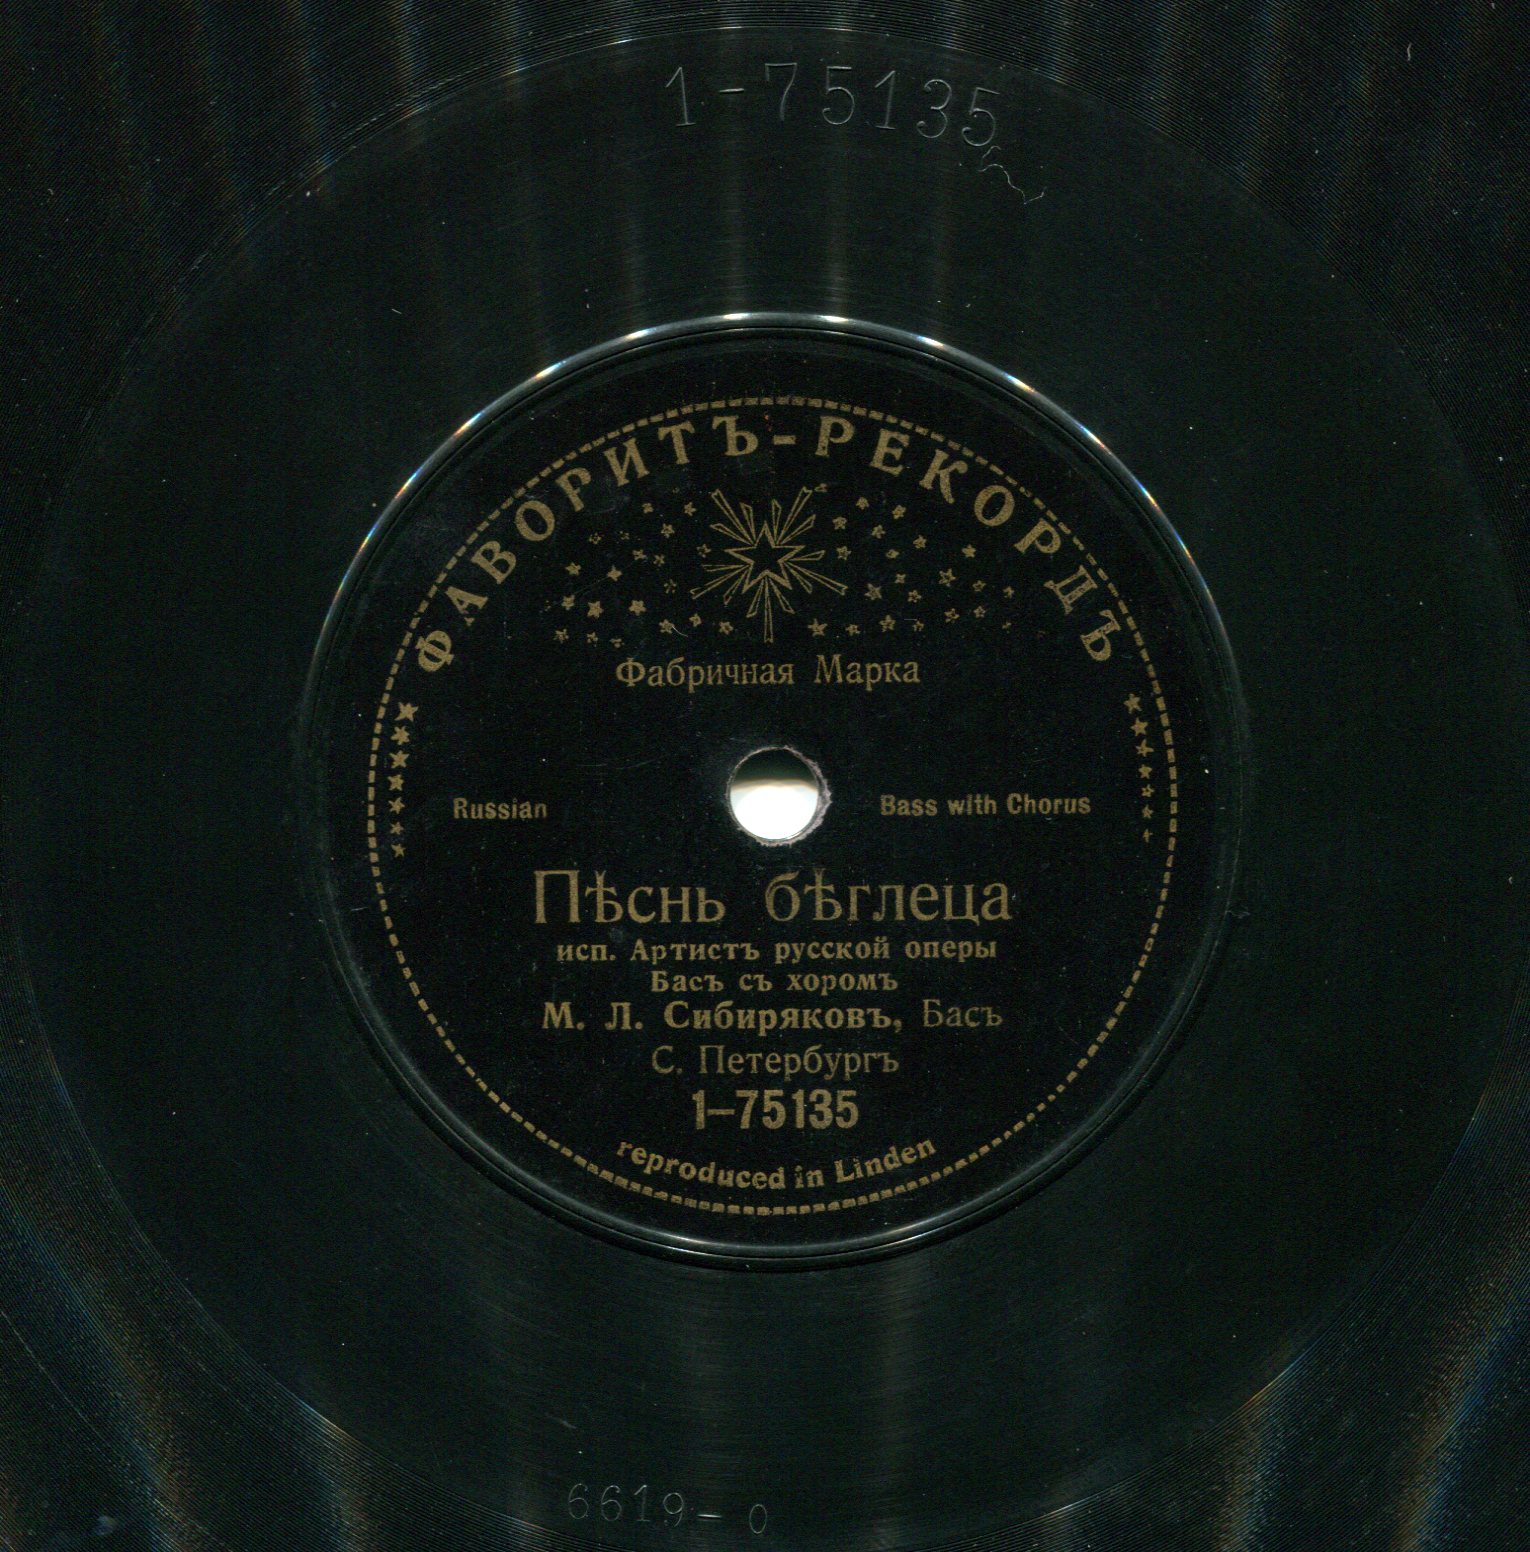 1-75135
ФАВОРИТЪ-РЕКОРДЪ
Фабричная Марка
Russian
Bass with Chorus
Пѣснь бѣглеца
исп. Артистъ русской оперы
Басъ съ хоромъ
М. Л. Сибиряковъ, Басъ
С. Петербургъ
1–75135
reproduced in Linden
6619-0